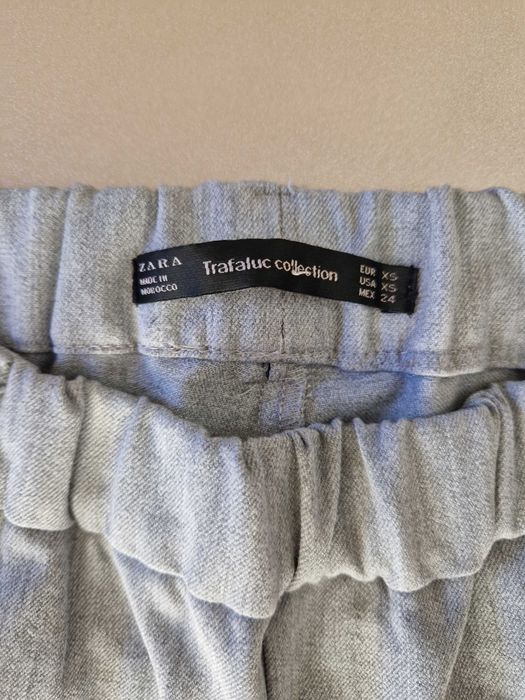 ZARA
MADE IN
MOROCCO
Trafaluc collection
EUR XS
USA XS
MEX 24